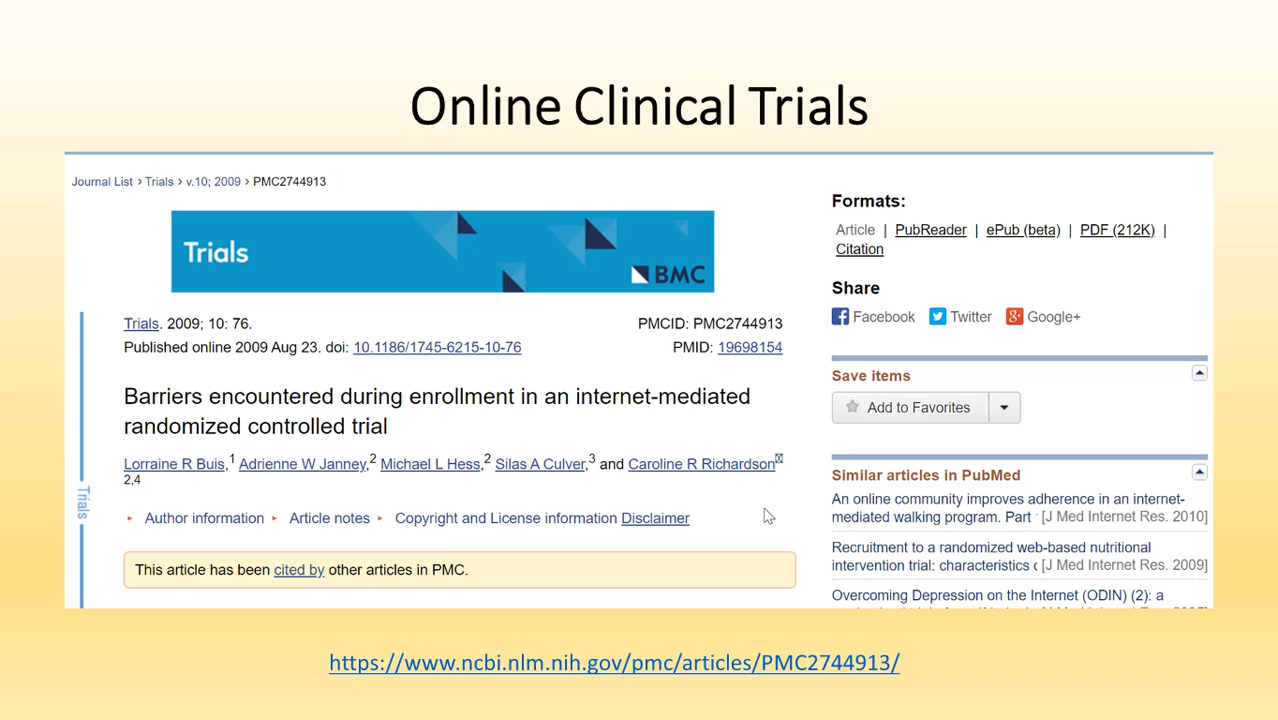 Online Clinical Trials
Journal List › Trials › v.10; 2009 › PMC2744913
Trials
BMC
Trials. 2009; 10: 76.
PMCID: PMC2744913
Published online 2009 Aug 23. doi: 10.1186/1745-6215-10-76
PMID: 19698154
Barriers encountered during enrollment in an internet-mediated
randomized controlled trial
Lorraine R Buis,1 Adrienne W Janney,2 Michael L Hess,2 Silas A Culver,3 and Caroline R Richardson
2,4
Author information
Article notes
Copyright and License information Disclaimer
This article has been cited by other articles in PMC.
Trials
Formats:
Article | PubReader | ePub (beta) | PDF (212K) |
Citation
Share
Facebook Twitter Google+
Save items
Add to Favorites
Similar articles in PubMed
An online community improves adherence in an internet-
mediated walking program. Part [J Med Internet Res. 2010]
Recruitment to a randomized web-based nutritional
intervention trial: characteristics [J Med Internet Res. 2009]
Overcoming Depression on the Internet (ODIN) (2): a
https://www.ncbi.nlm.nih.gov/pmc/articles/PMC2744913/